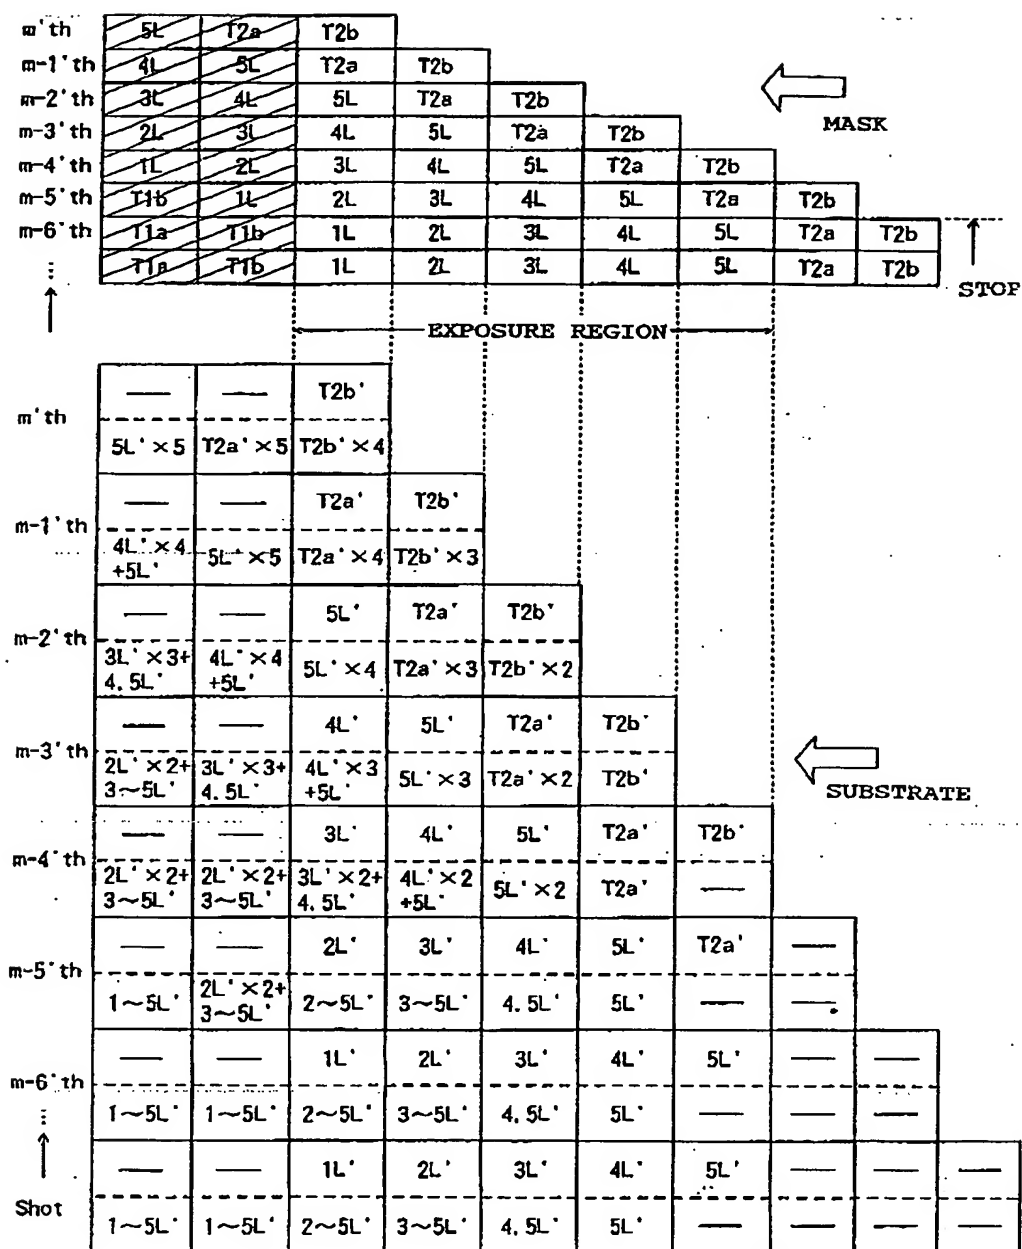 m'th 5L T2a T2b
m-1'th 4L 5L T2a T2b
m-2'th 3L 4L 5L T2a T2b
m-3'th 2L 3L 4L 5L T2a T2b
m-4'th 1L 2L 3L 4L 5L T2a T2b
m-5'th T1b 1L 2L 3L 4L 5L T2a T2b
m-6'th T1a T1b 1L 2L 3L 4L 5L T2a T2b
⋮ T1a T1b 1L 2L 3L 4L 5L T2a T2b
MASK
STOP
EXPOSURE REGION
m'th
— — T2b'
5L'×5 T2a'×5 T2b'×4
m-1'th
— — T2a' T2b'
4L'×4+5L' 5L'×5 T2a'×4 T2b'×3
m-2'th
— — 5L' T2a' T2b'
3L'×3+4.5L' 4L'×4+5L' 5L'×4 T2a'×3 T2b'×2
m-3'th
— — 4L' 5L' T2a' T2b'
2L'×2+3~5L' 3L'×3+4.5L' 4L'×3+5L' 5L'×3 T2a'×2 T2b'
SUBSTRATE
m-4'th
— — 3L' 4L' 5L' T2a' T2b'
2L'×2+3~5L' 2L'×2+3~5L' 3L'×2+4.5L' 4L'×2+5L' 5L'×2 T2a' —
m-5'th
— — 2L' 3L' 4L' 5L' T2a' —
1~5L' 2L'×2+3~5L' 2~5L' 3~5L' 4.5L' 5L' — —
m-6'th
— — 1L' 2L' 3L' 4L' 5L' — —
1~5L' 1~5L' 2~5L' 3~5L' 4.5L' 5L' — — —
⋮
— — 1L' 2L' 3L' 4L' 5L' — — —
Shot
1~5L' 1~5L' 2~5L' 3~5L' 4.5L' 5L' — — — —